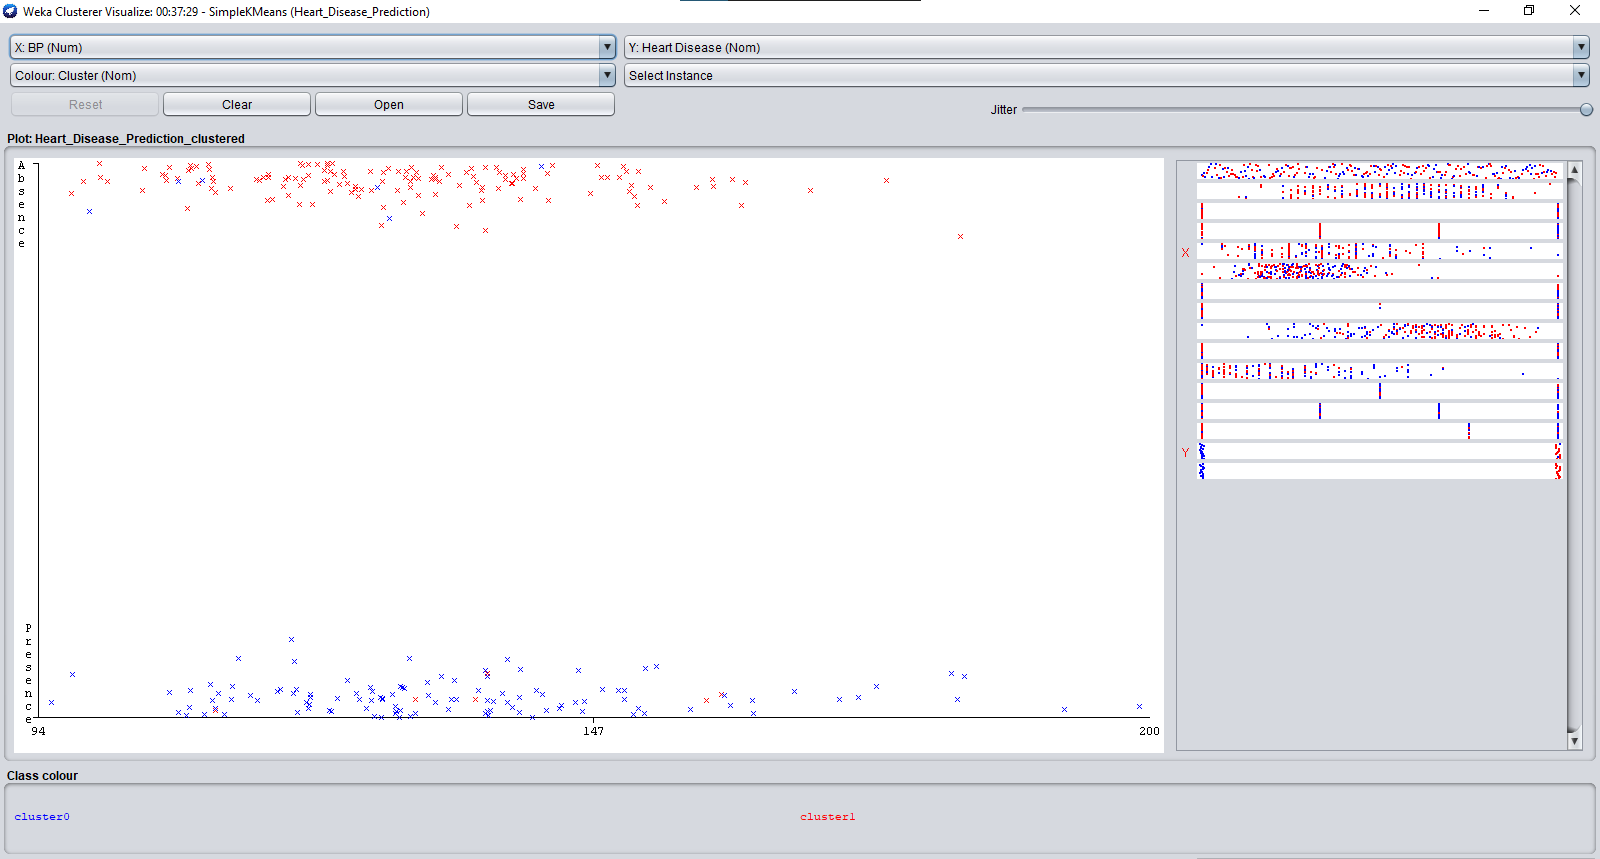 Weka Clusterer Visualize: 00:37:29 - SimpleKMeans (Heart_Disease_Prediction)
X: BP (Num)
Y: Heart Disease (Nom)
Colour: Cluster (Nom)
Select Instance
Reset
Clear
Open
Save
Jitter
Plot: Heart_Disease_Prediction_clustered
Absence
Presence
94
147
200
X
Y
Class colour
cluster0
cluster1